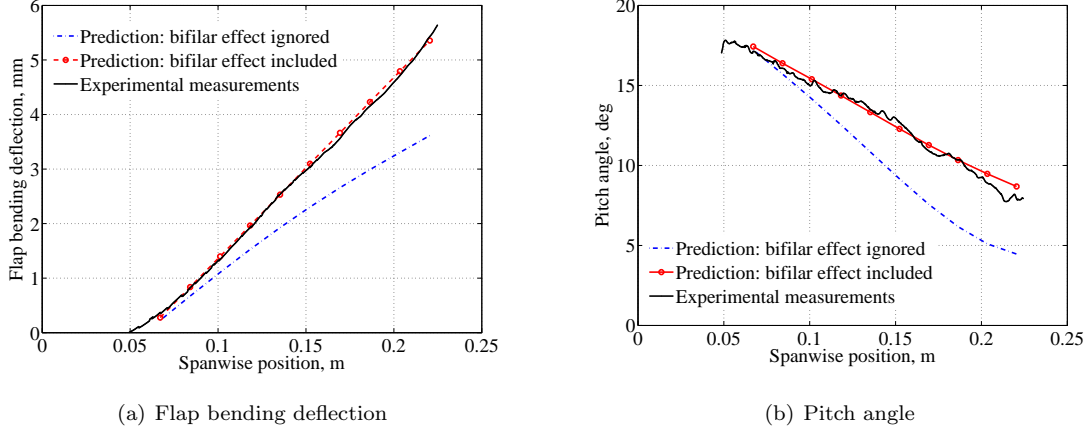 6
5
4
3
2
1
0
Flap bending deflection, mm
Prediction: bifilar effect ignored
Prediction: bifilar effect included
Experimental measurements
0 0.05 0.1 0.15 0.2 0.25
Spanwise position, m
(a) Flap bending deflection
20
15
10
5
0
Pitch angle, deg
Prediction: bifilar effect ignored
Prediction: bifilar effect included
Experimental measurements
0 0.05 0.1 0.15 0.2 0.25
Spanwise position, m
(b) Pitch angle